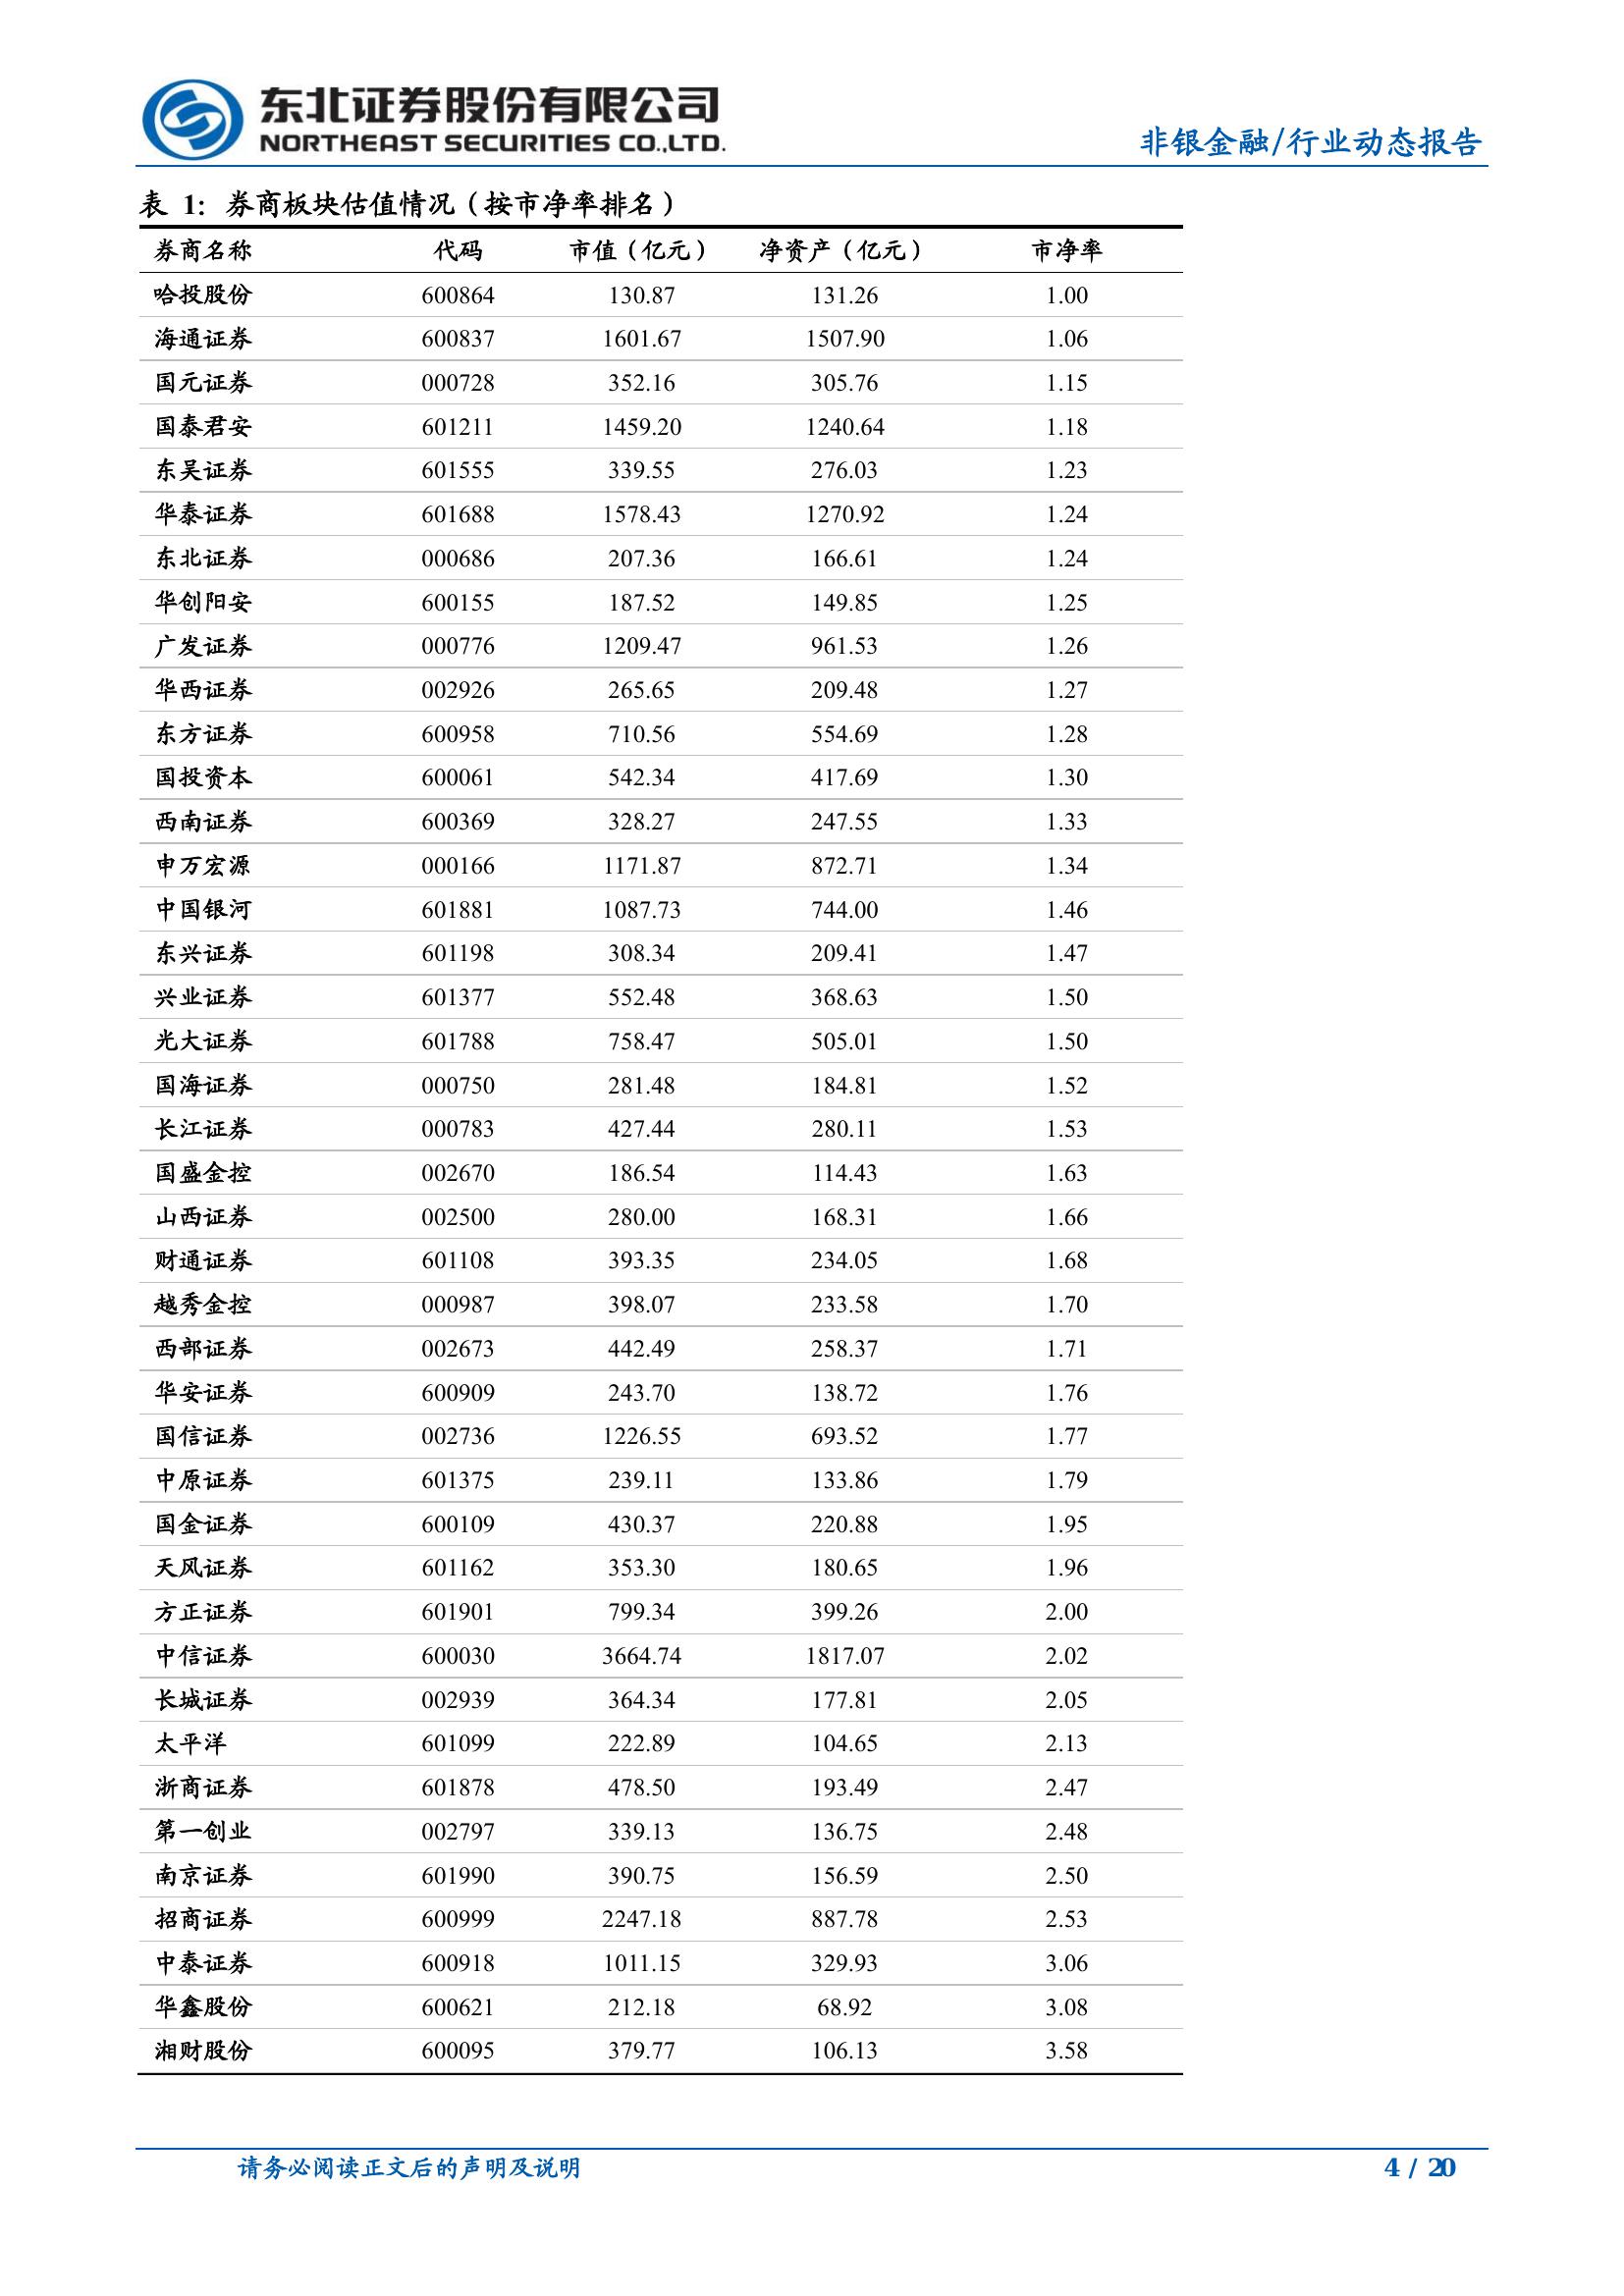 东北证券股份有限公司
NORTHEAST SECURITIES CO.,LTD.
非银金融/行业动态报告
表 1：券商板块估值情况（按市净率排名）
券商名称 代码 市值（亿元） 净资产（亿元） 市净率
哈投股份 600864 130.87 131.26 1.00
海通证券 600837 1601.67 1507.90 1.06
国元证券 000728 352.16 305.76 1.15
国泰君安 601211 1459.20 1240.64 1.18
东吴证券 601555 339.55 276.03 1.23
华泰证券 601688 1578.43 1270.92 1.24
东北证券 000686 207.36 166.61 1.24
华创阳安 600155 187.52 149.85 1.25
广发证券 000776 1209.47 961.53 1.26
华西证券 002926 265.65 209.48 1.27
东方证券 600958 710.56 554.69 1.28
国投资本 600061 542.34 417.69 1.30
西南证券 600369 328.27 247.55 1.33
申万宏源 000166 1171.87 872.71 1.34
中国银河 601881 1087.73 744.00 1.46
东兴证券 601198 308.34 209.41 1.47
兴业证券 601377 552.48 368.63 1.50
光大证券 601788 758.47 505.01 1.50
国海证券 000750 281.48 184.81 1.52
长江证券 000783 427.44 280.11 1.53
国盛金控 002670 186.54 114.43 1.63
山西证券 002500 280.00 168.31 1.66
财通证券 601108 393.35 234.05 1.68
越秀金控 000987 398.07 233.58 1.70
西部证券 002673 442.49 258.37 1.71
华安证券 600909 243.70 138.72 1.76
国信证券 002736 1226.55 693.52 1.77
中原证券 601375 239.11 133.86 1.79
国金证券 600109 430.37 220.88 1.95
天风证券 601162 353.30 180.65 1.96
方正证券 601901 799.34 399.26 2.00
中信证券 600030 3664.74 1817.07 2.02
长城证券 002939 364.34 177.81 2.05
太平洋 601099 222.89 104.65 2.13
浙商证券 601878 478.50 193.49 2.47
第一创业 002797 339.13 136.75 2.48
南京证券 601990 390.75 156.59 2.50
招商证券 600999 2247.18 887.78 2.53
中泰证券 600918 1011.15 329.93 3.06
华鑫股份 600621 212.18 68.92 3.08
湘财股份 600095 379.77 106.13 3.58
请务必阅读正文后的声明及说明 4 / 20